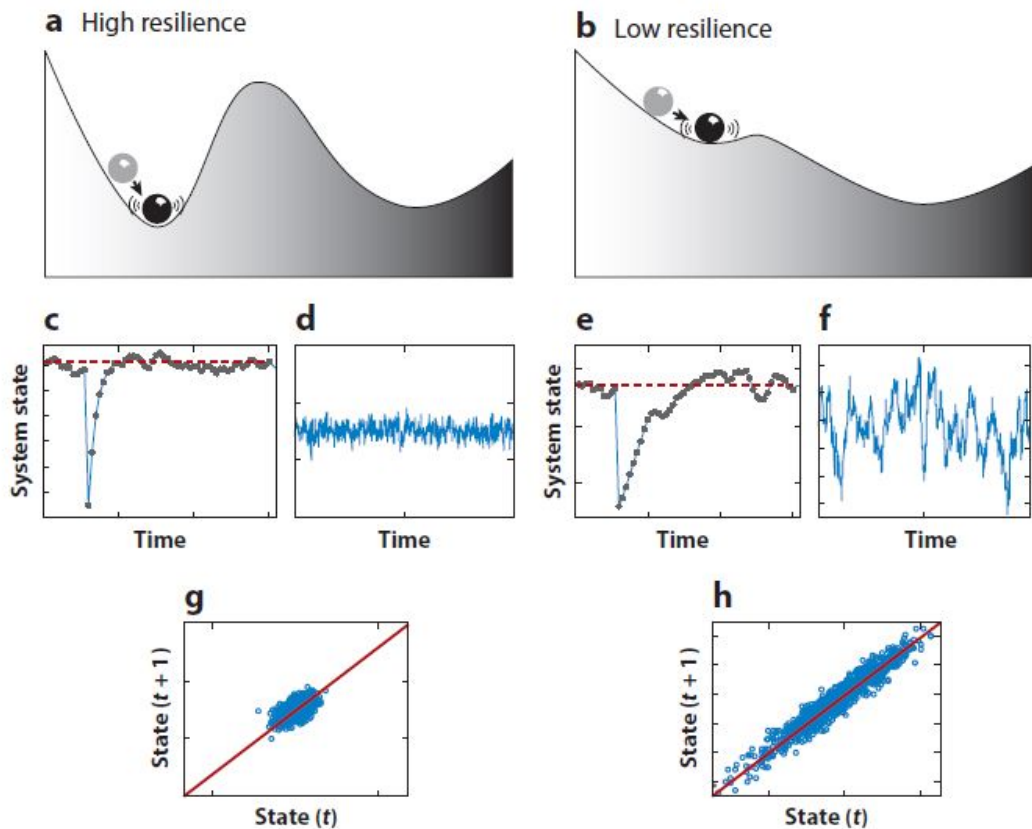 a High resilience
b Low resilience
c
d
e
f
System state
Time
Time
System state
Time
Time
g
h
State (t + 1)
State (t)
State (t + 1)
State (t)